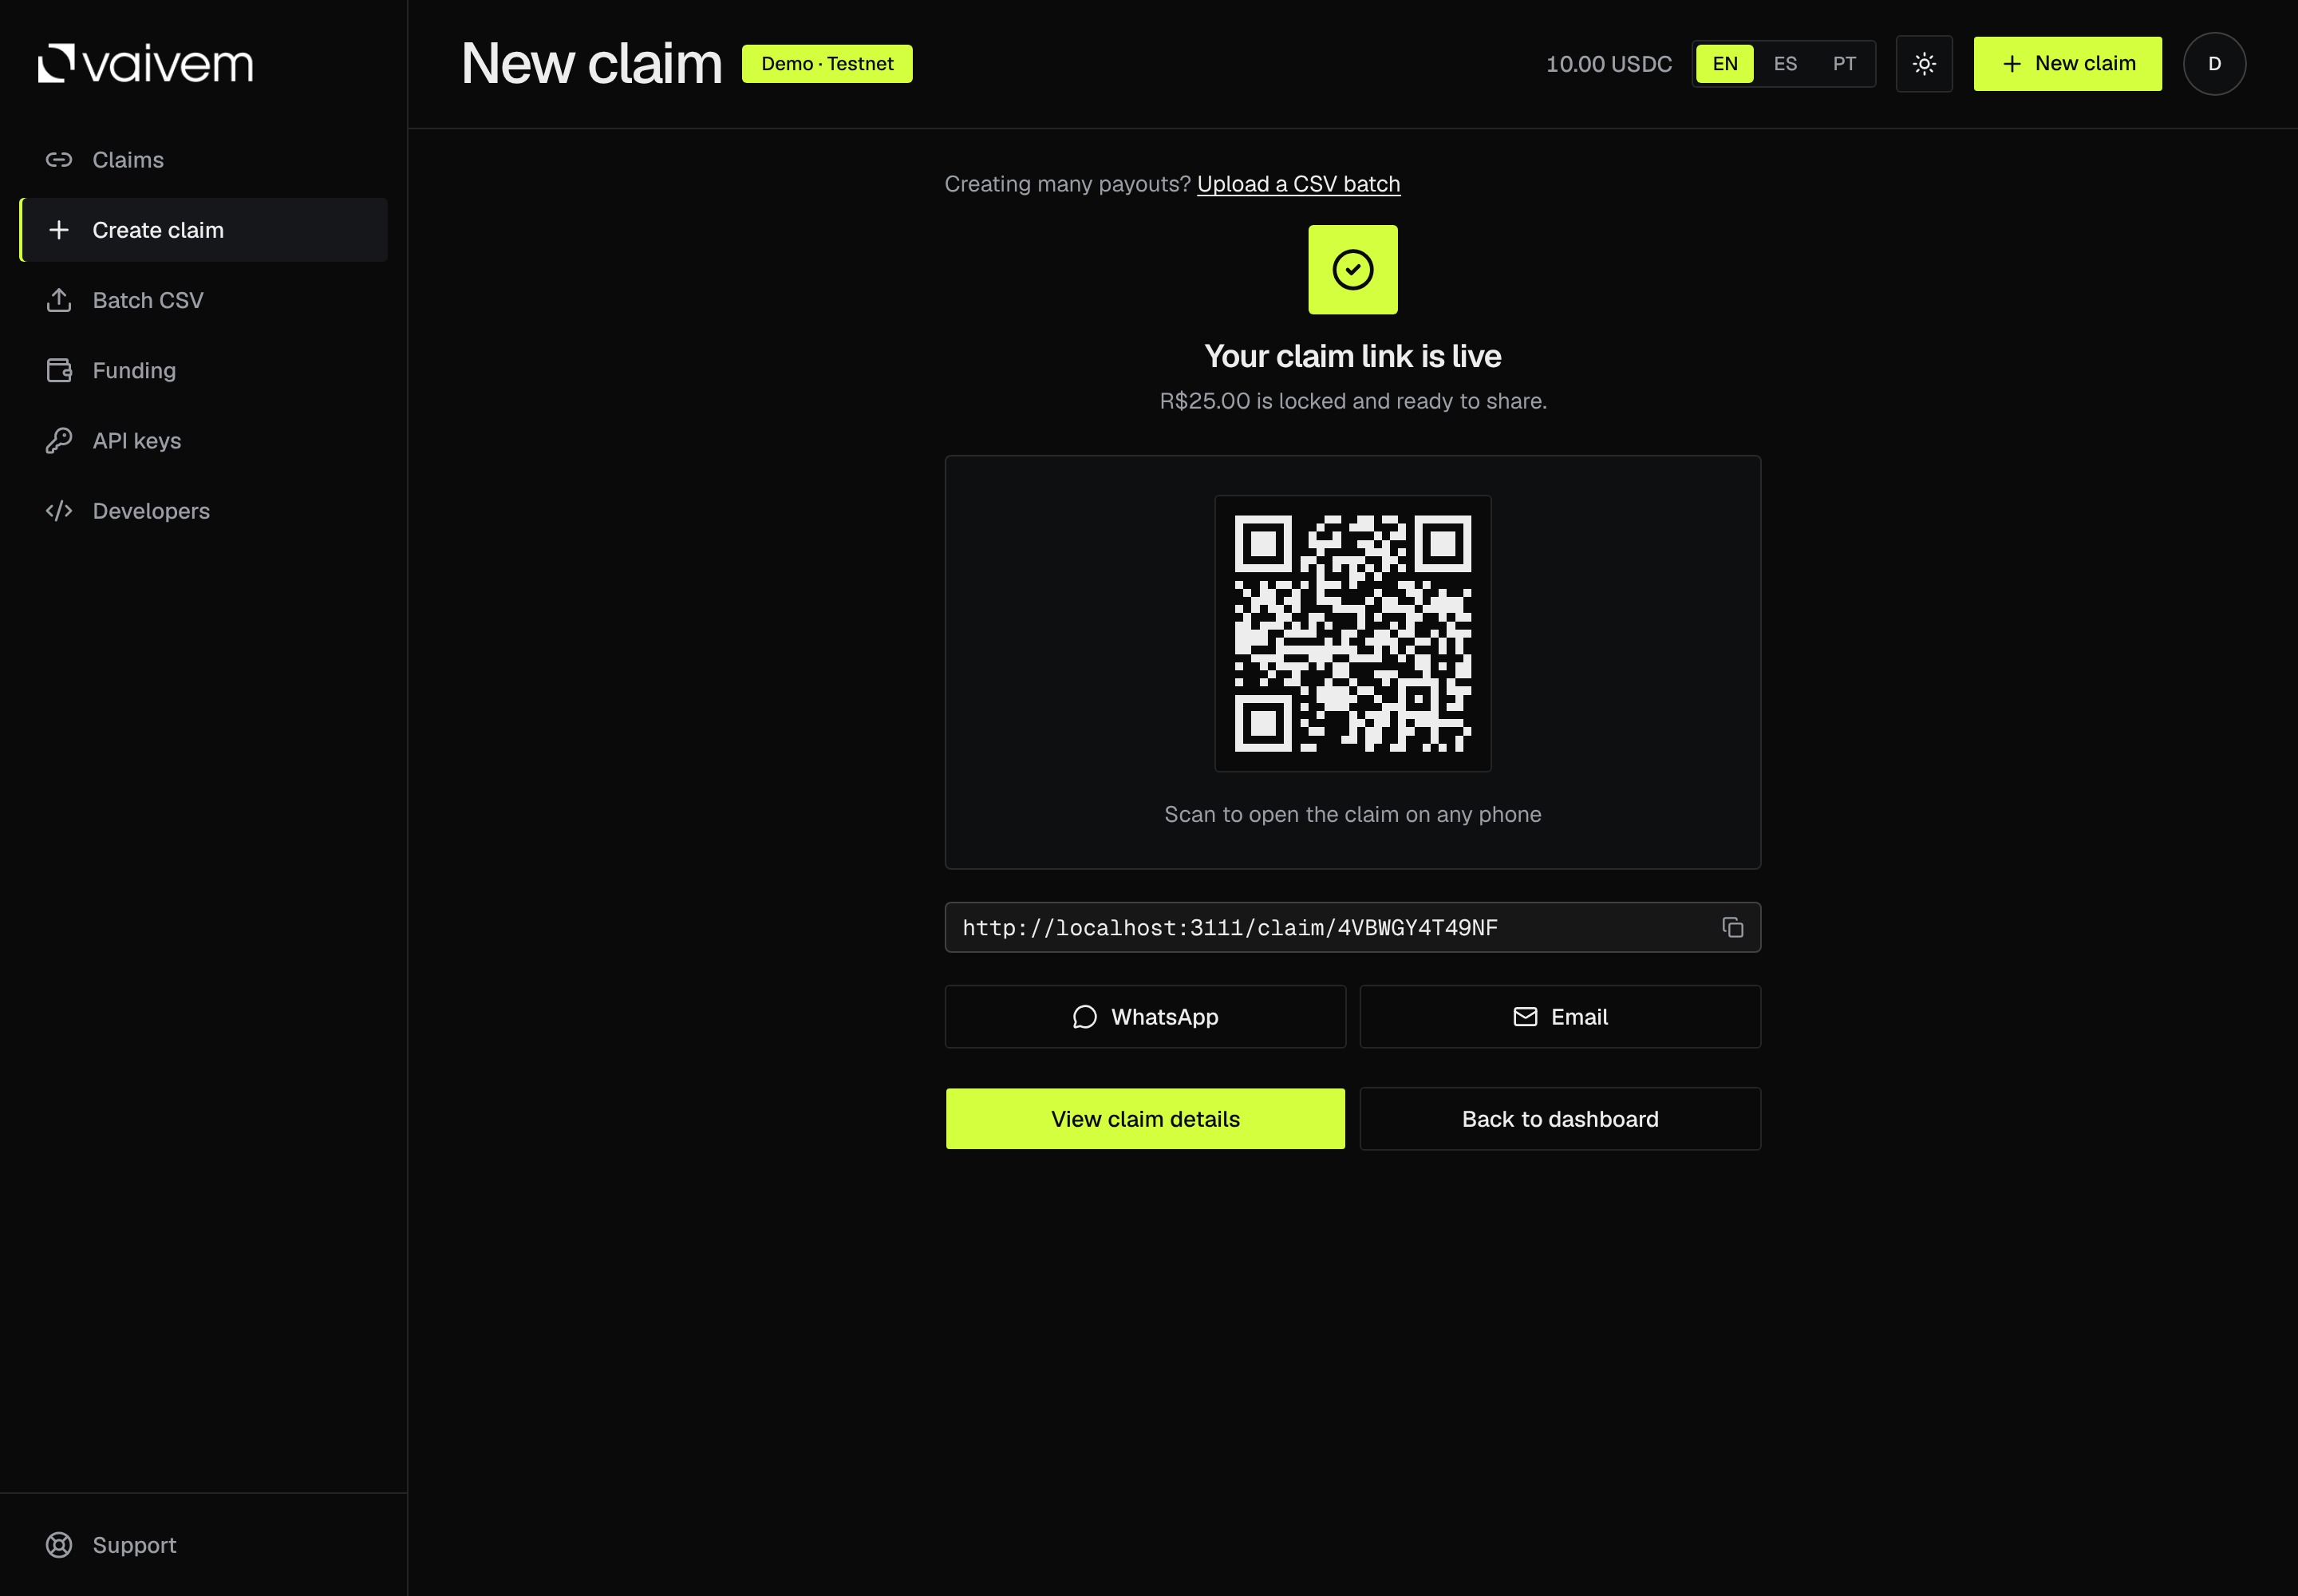 vaivem
Claims
Create claim
Batch CSV
Funding
API keys
Developers
Support
New claim
Demo · Testnet
10.00 USDC
EN ES PT
New claim
D
Creating many payouts? Upload a CSV batch
Your claim link is live
R$25.00 is locked and ready to share.
Scan to open the claim on any phone
http://localhost:3111/claim/4VBWGY4T49NF
WhatsApp
Email
View claim details
Back to dashboard